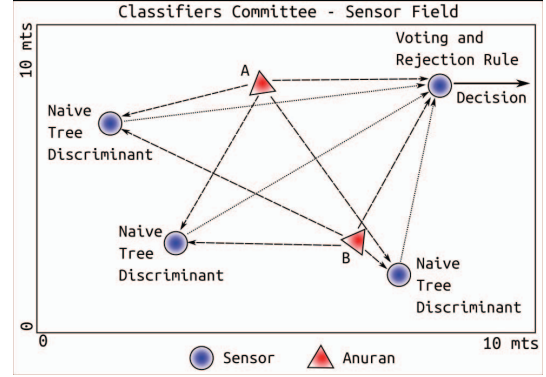 Classifiers Committee - Sensor Field
10 mts
Voting and
Rejection Rule
A
Decision
Naive
Tree
Discriminant
Naive
Tree
Discriminant
B
Naive
Tree
Discriminant
0
0
10 mts
Sensor
Anuran